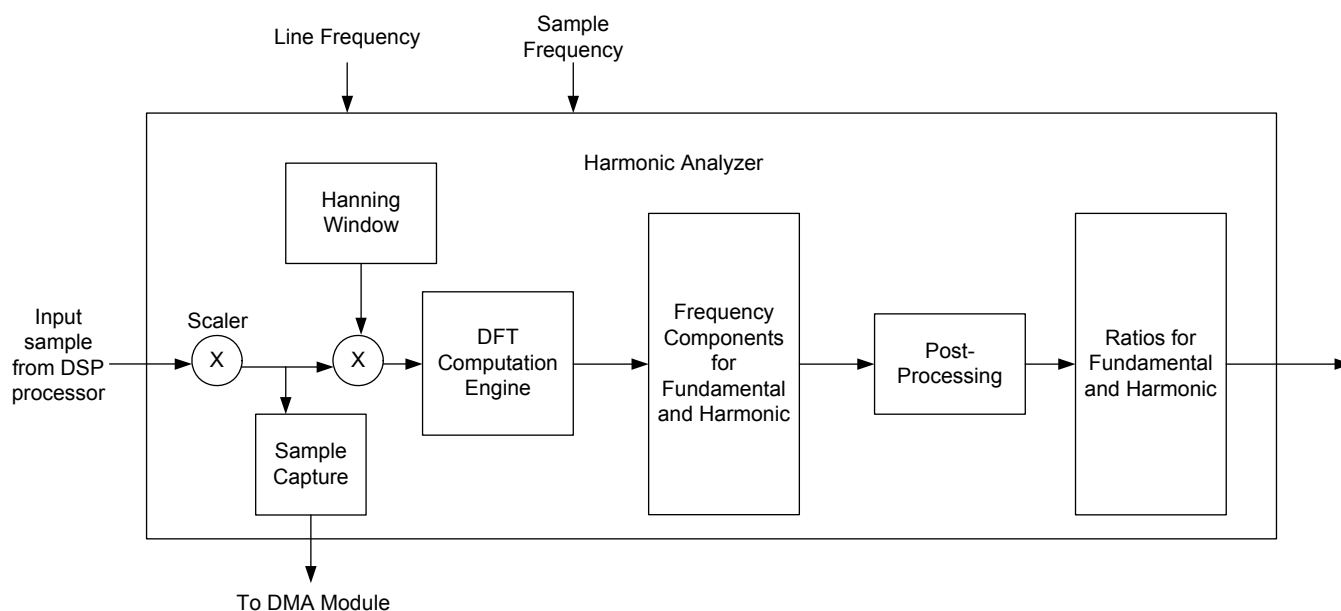 Line Frequency
Sample
Frequency
Harmonic Analyzer
Hanning
Window
Input
sample
from DSP
processor
Scaler
X
X
DFT
Computation
Engine
Frequency
Components
for
Fundamental
and Harmonic
Post-
Processing
Ratios for
Fundamental
and Harmonic
Sample
Capture
To DMA Module